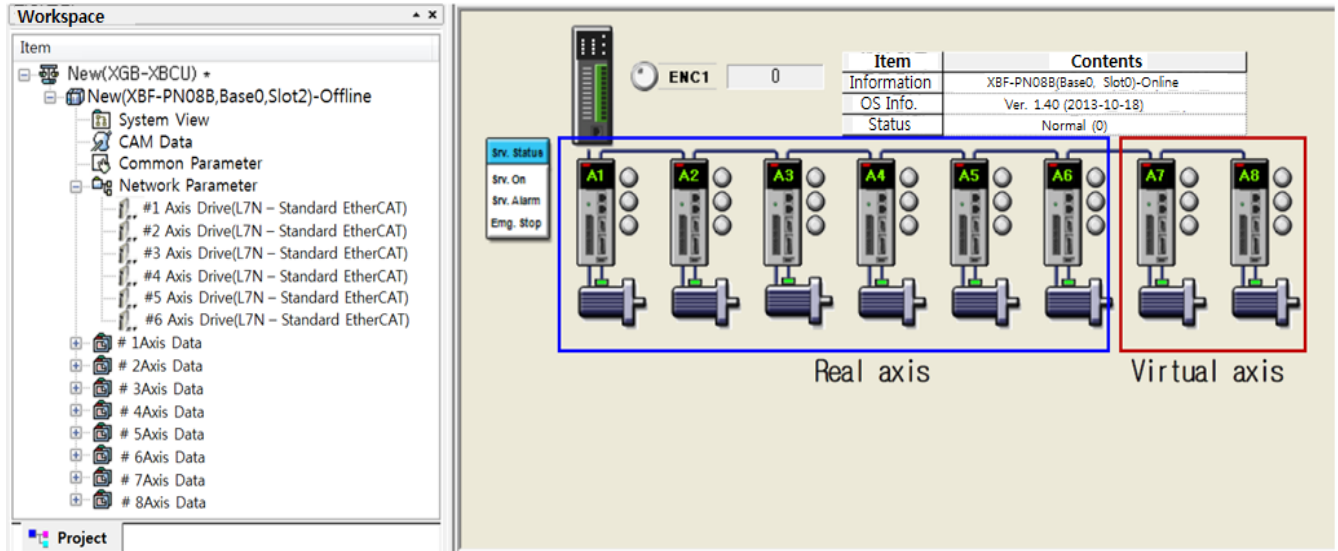 Workspace
Item
New(XGB-XBCU) *
New(XBF-PN08B,Base0,Slot2)-Offline
System View
CAM Data
Common Parameter
Network Parameter
#1 Axis Drive(L7N – Standard EtherCAT)
#2 Axis Drive(L7N – Standard EtherCAT)
#3 Axis Drive(L7N – Standard EtherCAT)
#4 Axis Drive(L7N – Standard EtherCAT)
#5 Axis Drive(L7N – Standard EtherCAT)
#6 Axis Drive(L7N – Standard EtherCAT)
# 1Axis Data
# 2Axis Data
# 3Axis Data
# 4Axis Data
# 5Axis Data
# 6Axis Data
# 7Axis Data
# 8Axis Data
Project
ENC1 0
Item Contents
Information XBF-PN08B(Base0, Slot0)-Online
OS Info. Ver. 1.40 (2013-10-18)
Status Normal (0)
Srv. Status
Srv. On
Srv. Alarm
Emg. Stop
A1 A2 A3 A4 A5 A6 A7 A8
Real axis Virtual axis